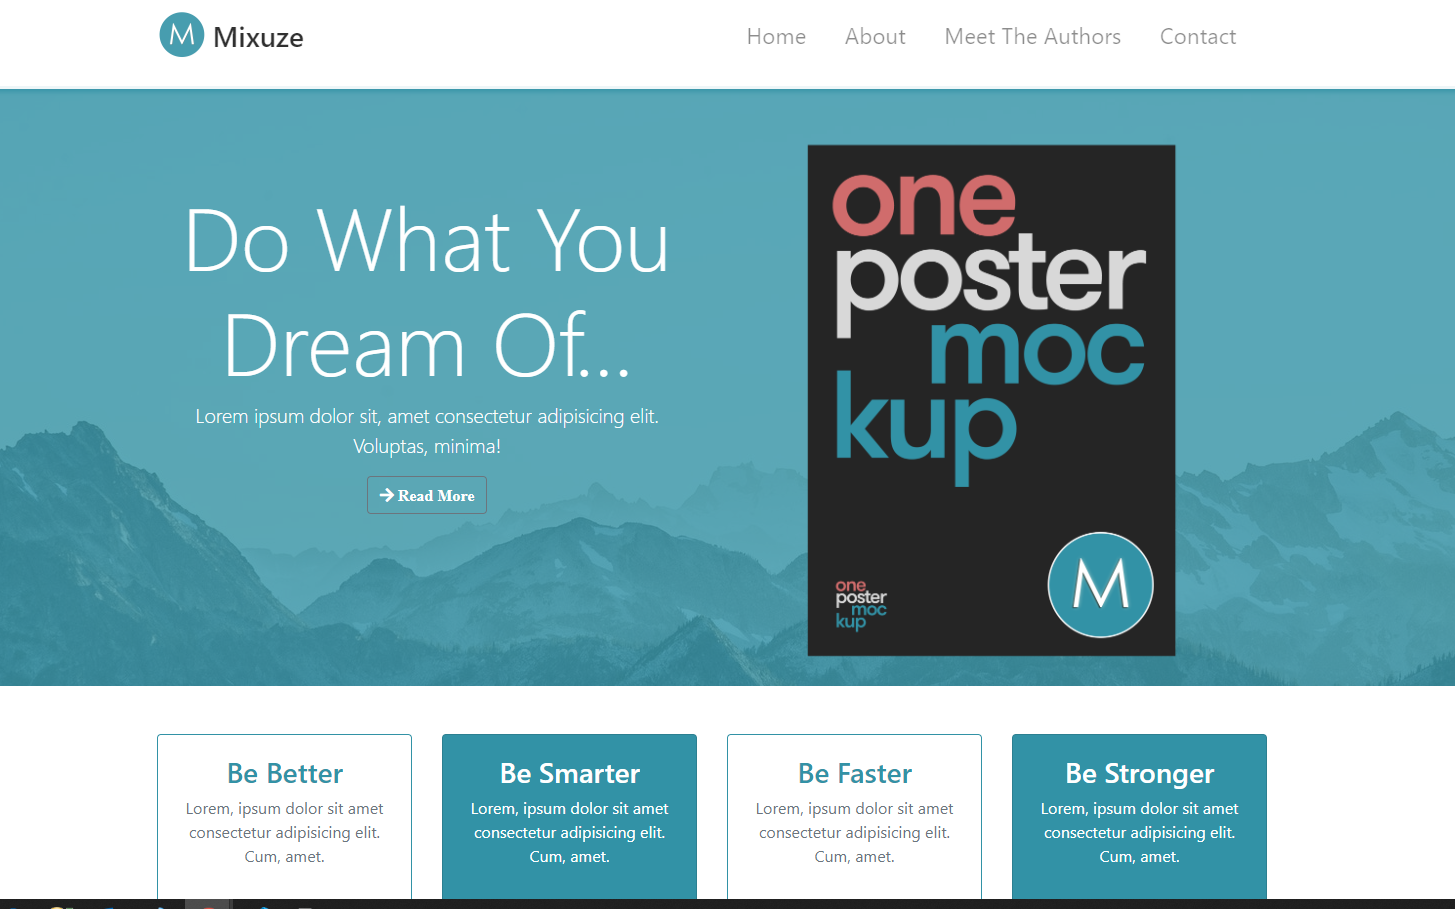 M Mixuze
Home About Meet The Authors Contact
Do What You
Dream Of...
Lorem ipsum dolor sit, amet consectetur adipisicing elit.
Voluptas, minima!
Read More
one
poster
moc
kup
one
poster
moc
kup
M
Be Better
Lorem, ipsum dolor sit amet
consectetur adipisicing elit.
Cum, amet.
Be Smarter
Lorem, ipsum dolor sit amet
consectetur adipisicing elit.
Cum, amet.
Be Faster
Lorem, ipsum dolor sit amet
consectetur adipisicing elit.
Cum, amet.
Be Stronger
Lorem, ipsum dolor sit amet
consectetur adipisicing elit.
Cum, amet.